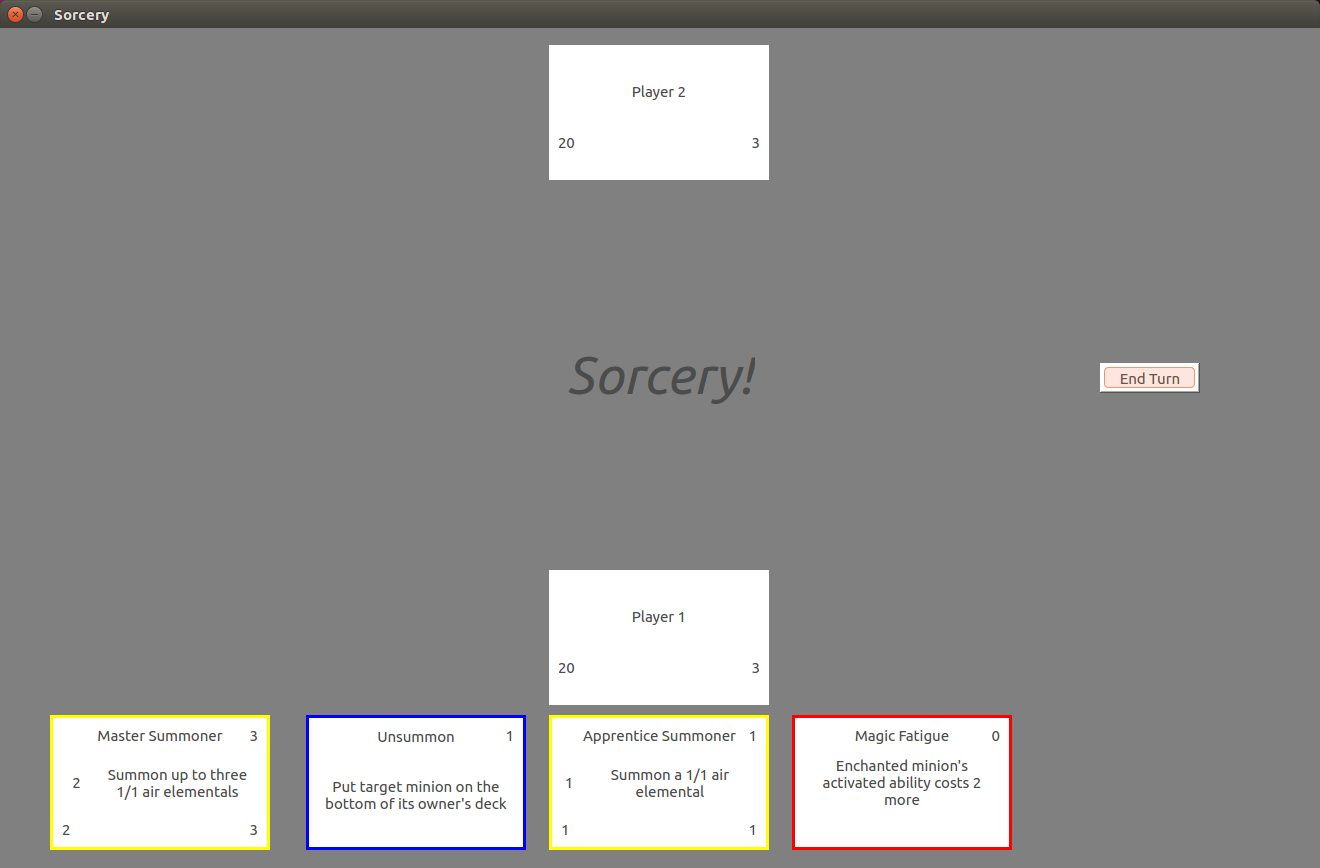 Sorcery
Player 2
20 3
Sorcery!
End Turn
Player 1
20 3
Master Summoner 3
2 Summon up to three
1/1 air elementals
2 3
Unsummon 1
Put target minion on the
bottom of its owner's deck
Apprentice Summoner 1
1 Summon a 1/1 air
elemental
1 1
Magic Fatigue 0
Enchanted minion's
activated ability costs 2
more